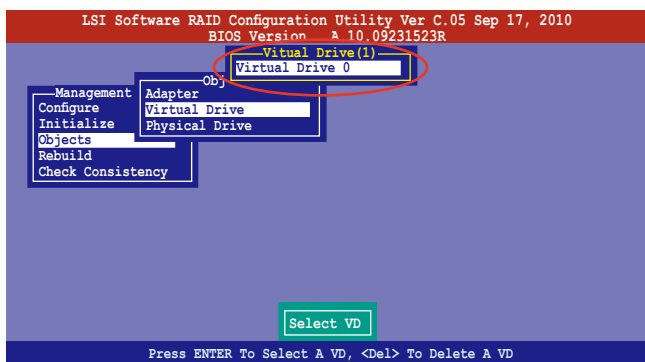 LSI Software RAID Configuration Utility Ver C.05 Sep 17, 2010
BIOS Version A.10.09231523R
Vitual Drive(1)
Virtual Drive 0
Obj
Adapter
Virtual Drive
Physical Drive
Management
Configure
Initialize
Objects
Rebuild
Check Consistency
Select VD
Press ENTER To Select A VD, <Del> To Delete A VD